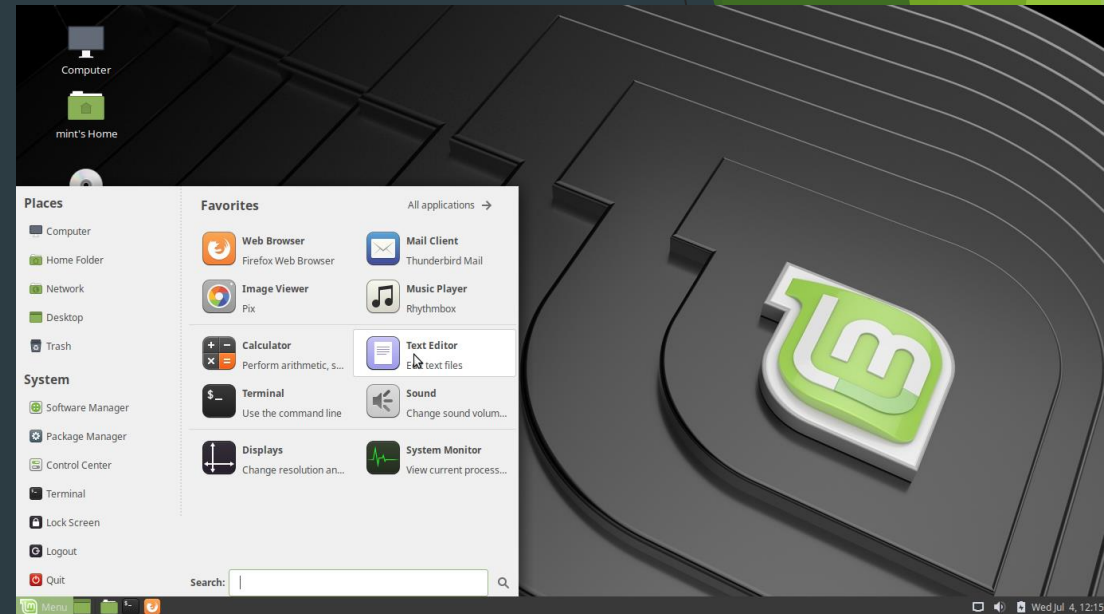 Computer
mint's Home
Places
Computer
Home Folder
Network
Desktop
Trash
System
Software Manager
Package Manager
Control Center
Terminal
Lock Screen
Logout
Quit
Favorites
All applications
Web Browser
Firefox Web Browser
Mail Client
Thunderbird Mail
Image Viewer
Pix
Music Player
Rhythmbox
Calculator
Perform arithmetic, s...
Text Editor
text files
Terminal
Use the command line
Sound
Change sound volum...
Displays
Change resolution an...
System Monitor
View current process...
Search:
Menu
Wed Jul 4, 12:15